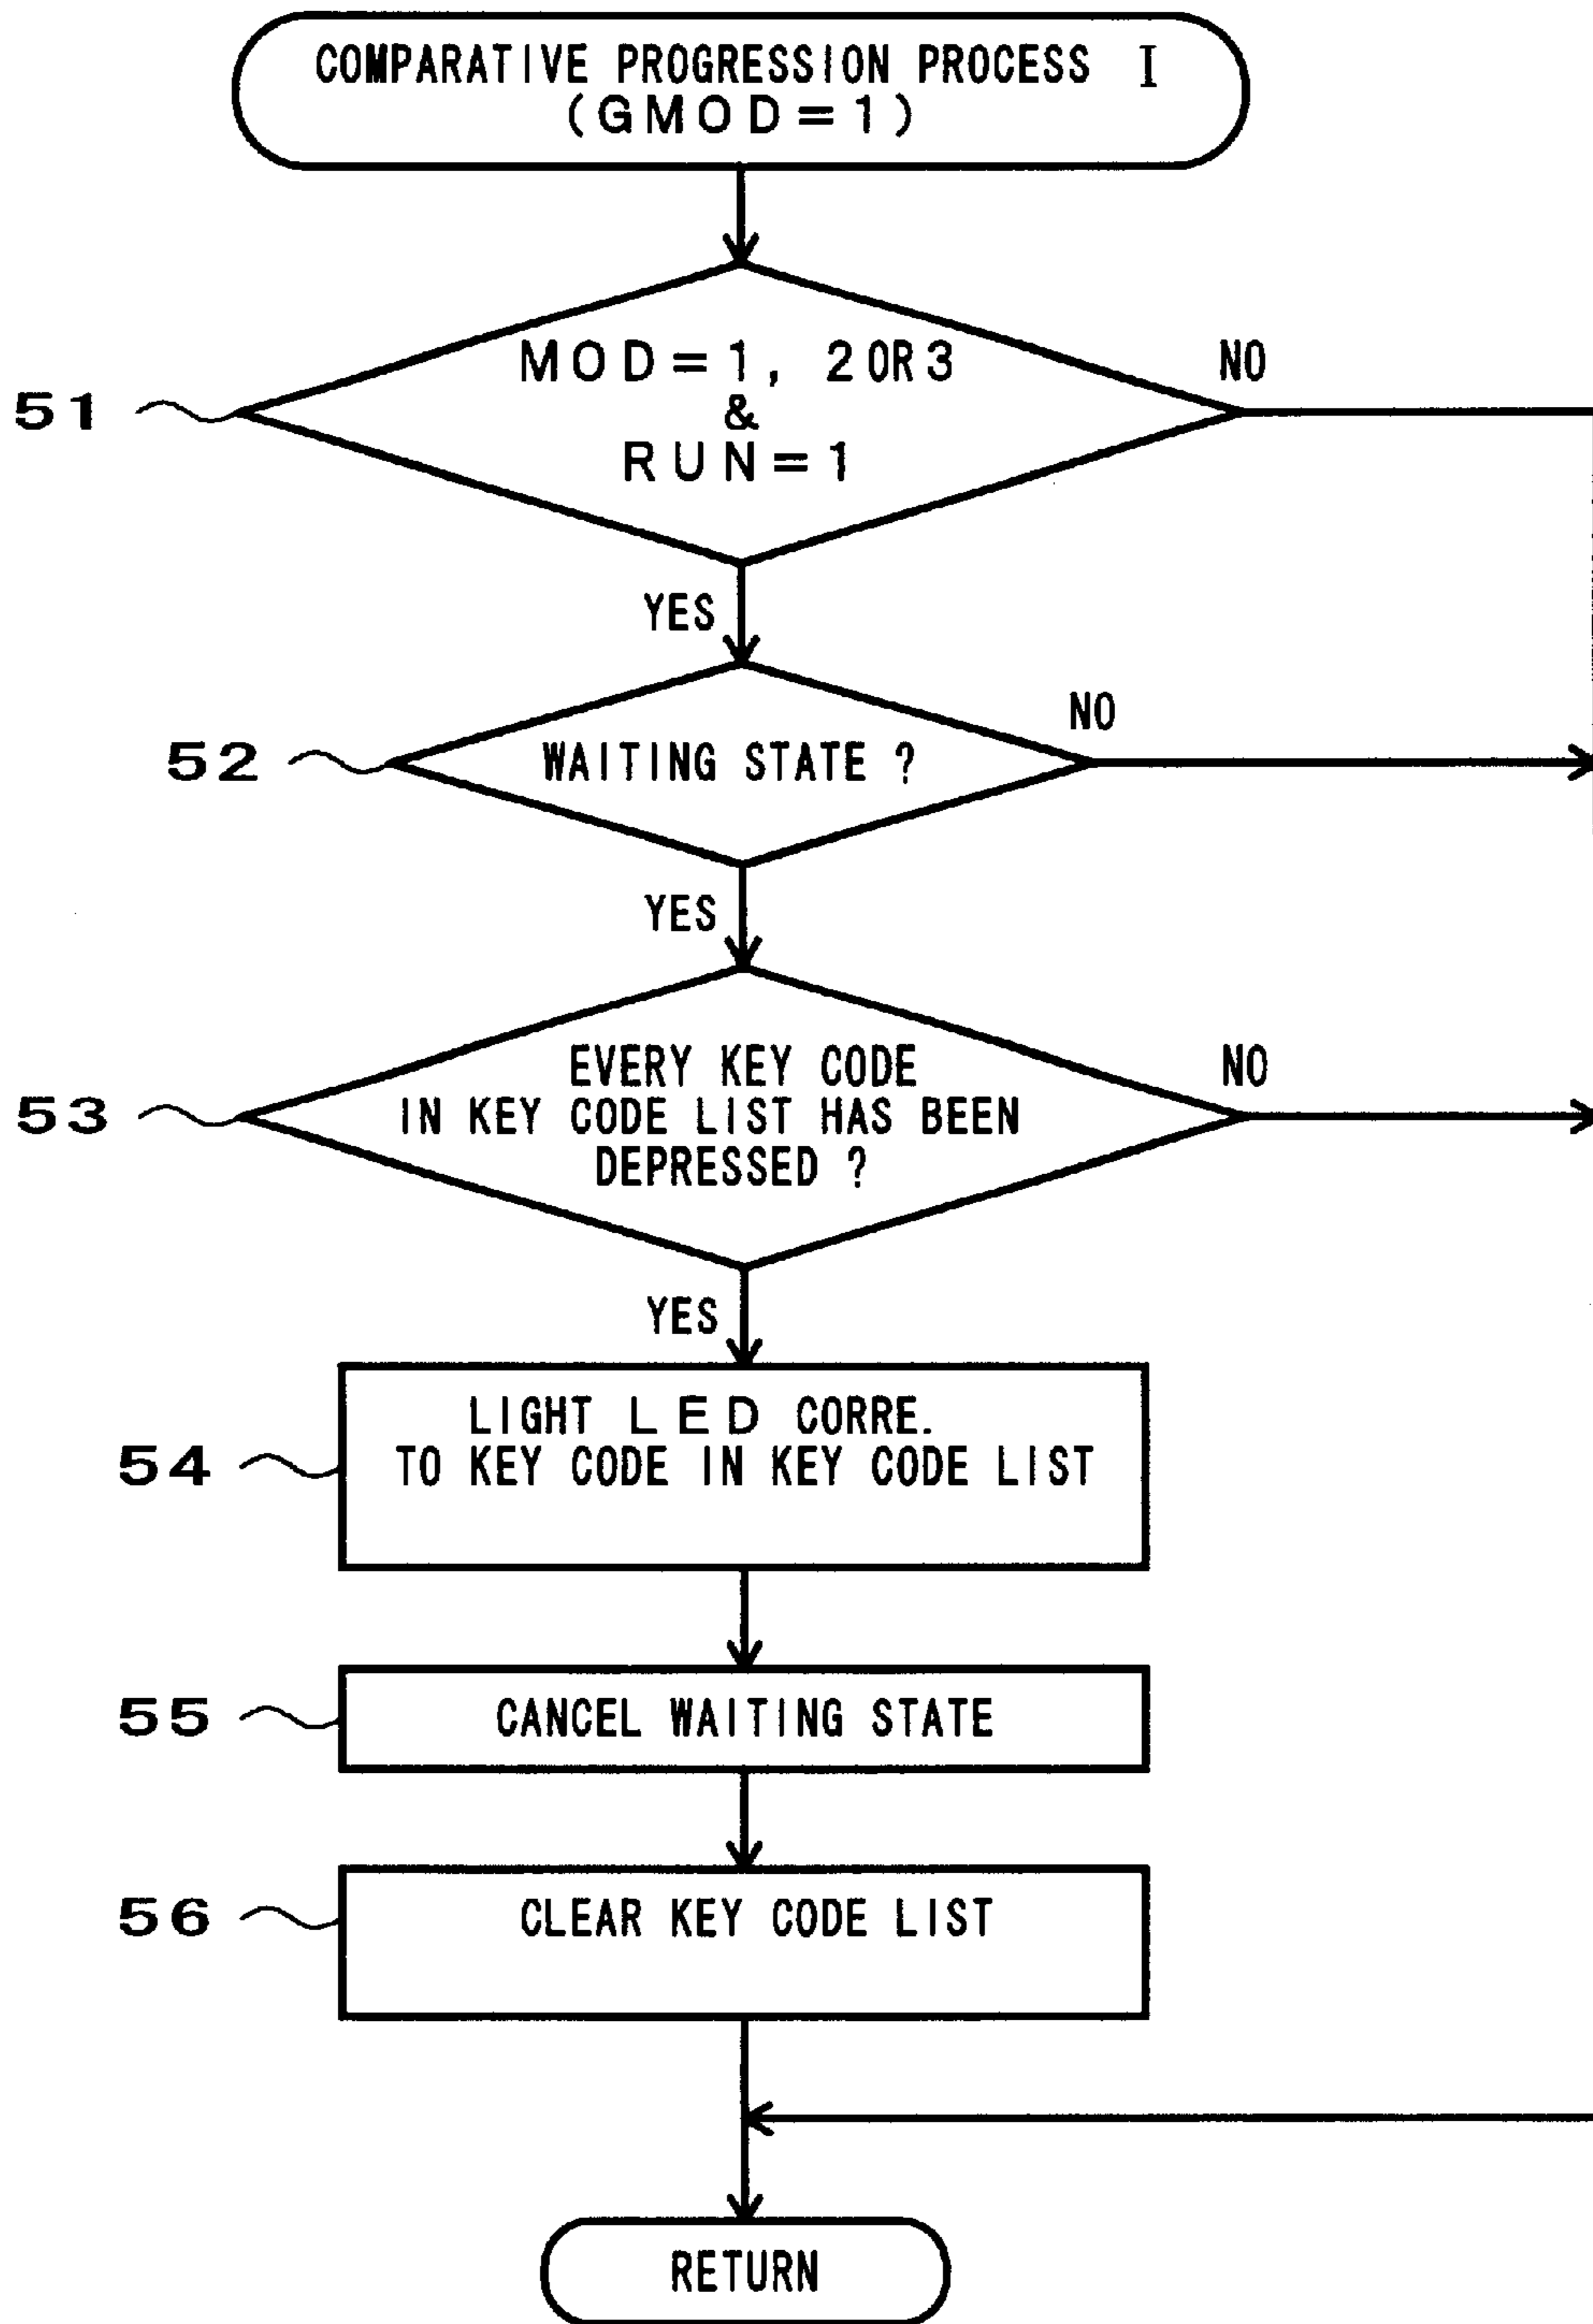 COMPARATIVE PROGRESSION PROCESS I
(GMOD=1)
MOD=1, 2OR3
&
RUN=1
NO
51
YES
NO
52
WAITING STATE ?
YES
EVERY KEY CODE
NO
53
IN KEY CODE LIST HAS BEEN
DEPRESSED ?
YES
LIGHT LED CORRE.
54
TO KEY CODE IN KEY CODE LIST
55
CANCEL WAITING STATE
56
CLEAR KEY CODE LIST
RETURN